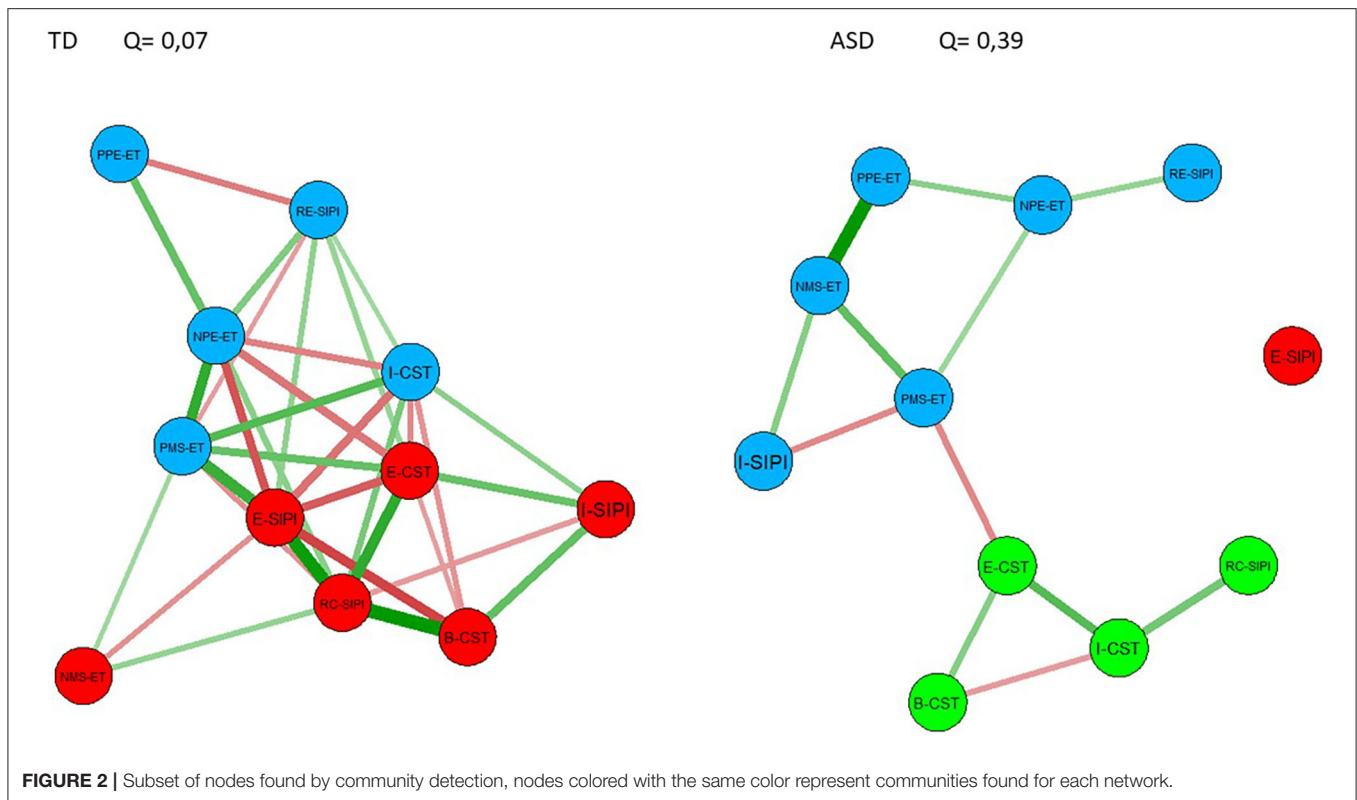 TD Q= 0,07
ASD Q= 0,39
PPE-ET
RE-SIPI
NPE-ET
I-CST
PMS-ET
E-CST
E-SIPI
I-SIPI
RC-SIPI
B-CST
NMS-ET
PPE-ET
RE-SIPI
NPE-ET
NMS-ET
E-SIPI
PMS-ET
I-SIPI
E-CST
RC-SIPI
I-CST
B-CST
FIGURE 2 | Subset of nodes found by community detection, nodes colored with the same color represent communities found for each network.